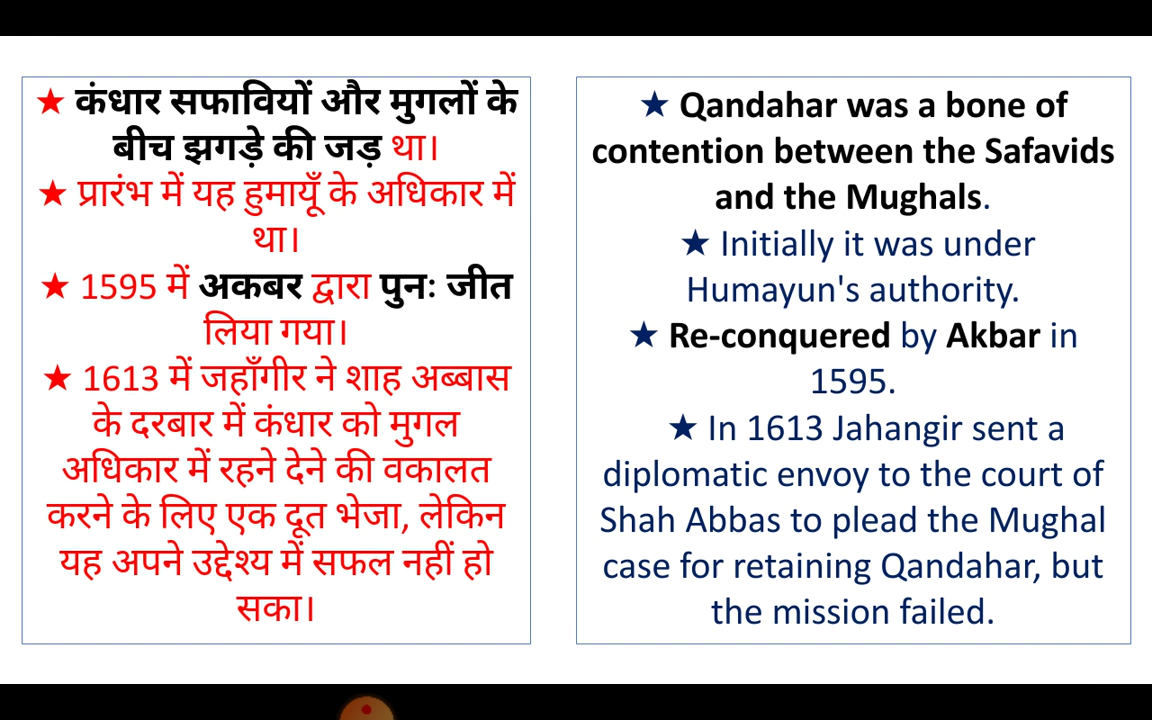 ★ कंधार सफावियों और मुगलों के
बीच झगड़े की जड़ था।
★ प्रारंभ में यह हुमायूँ के अधिकार में
था।
★ 1595 में अकबर द्वारा पुनः जीत
लिया गया।
★ 1613 में जहाँगीर ने शाह अब्बास
के दरबार में कंधार को मुगल
अधिकार में रहने देने की वकालत
करने के लिए एक दूत भेजा, लेकिन
यह अपने उद्देश्य में सफल नहीं हो
सका।
★ Qandahar was a bone of
contention between the Safavids
and the Mughals.
★ Initially it was under
Humayun's authority.
★ Re-conquered by Akbar in
1595.
★ In 1613 Jahangir sent a
diplomatic envoy to the court of
Shah Abbas to plead the Mughal
case for retaining Qandahar, but
the mission failed.